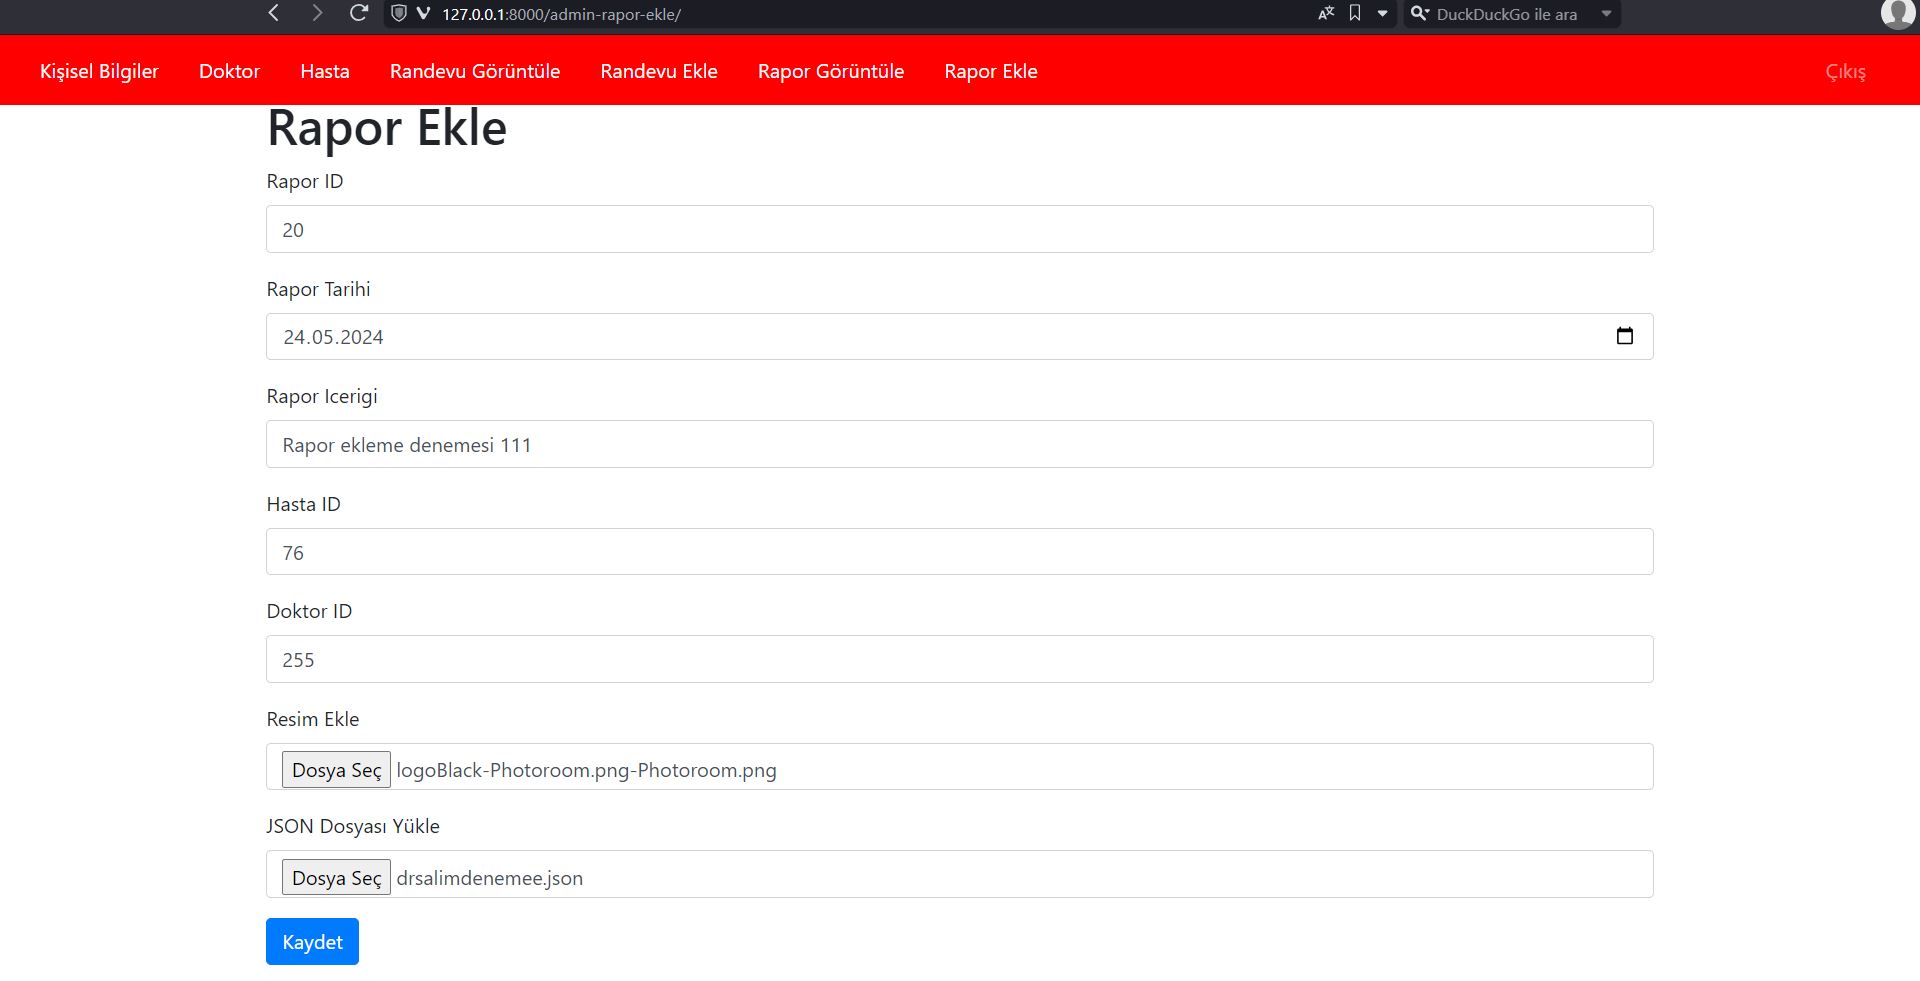 127.0.0.1:8000/admin-rapor-ekle/
DuckDuckGo ile ara
Kişisel Bilgiler Doktor Hasta Randevu Görüntüle Randevu Ekle Rapor Görüntüle Rapor Ekle Çıkış
Rapor Ekle
Rapor ID
20
Rapor Tarihi
24.05.2024
Rapor Icerigi
Rapor ekleme denemesi 111
Hasta ID
76
Doktor ID
255
Resim Ekle
Dosya Seç logoBlack-Photoroom.png-Photoroom.png
JSON Dosyası Yükle
Dosya Seç drsalimdenemee.json
Kaydet